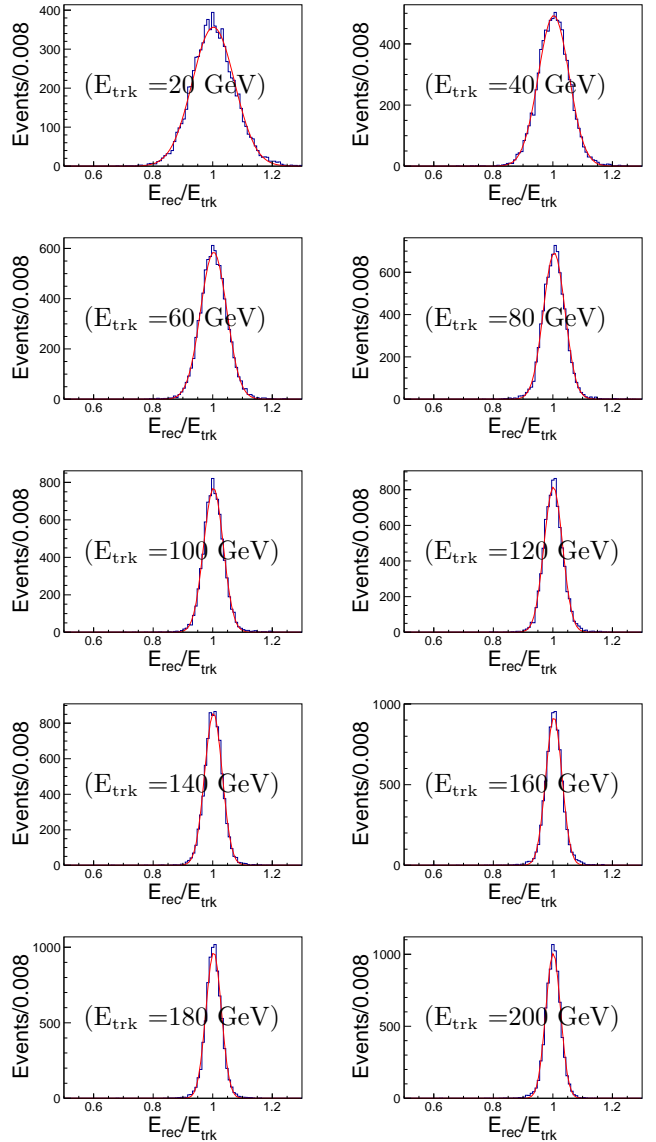 400
300
200
100
0
Events/0.008
(E_trk =20 GeV)
0.6 0.8 1 1.2
E_rec/E_trk
400
200
0
Events/0.008
(E_trk =40 GeV)
0.6 0.8 1 1.2
E_rec/E_trk
600
400
200
0
Events/0.008
(E_trk =60 GeV)
0.6 0.8 1 1.2
E_rec/E_trk
600
400
200
0
Events/0.008
(E_trk =80 GeV)
0.6 0.8 1 1.2
E_rec/E_trk
800
600
400
200
0
Events/0.008
(E_trk =100 GeV)
0.6 0.8 1 1.2
E_rec/E_trk
800
600
400
200
0
Events/0.008
(E_trk =120 GeV)
0.6 0.8 1 1.2
E_rec/E_trk
800
600
400
200
0
Events/0.008
(E_trk =140 GeV)
0.6 0.8 1 1.2
E_rec/E_trk
1000
500
0
Events/0.008
(E_trk =160 GeV)
0.6 0.8 1 1.2
E_rec/E_trk
1000
500
0
Events/0.008
(E_trk =180 GeV)
0.6 0.8 1 1.2
E_rec/E_trk
1000
500
0
Events/0.008
(E_trk =200 GeV)
0.6 0.8 1 1.2
E_rec/E_trk